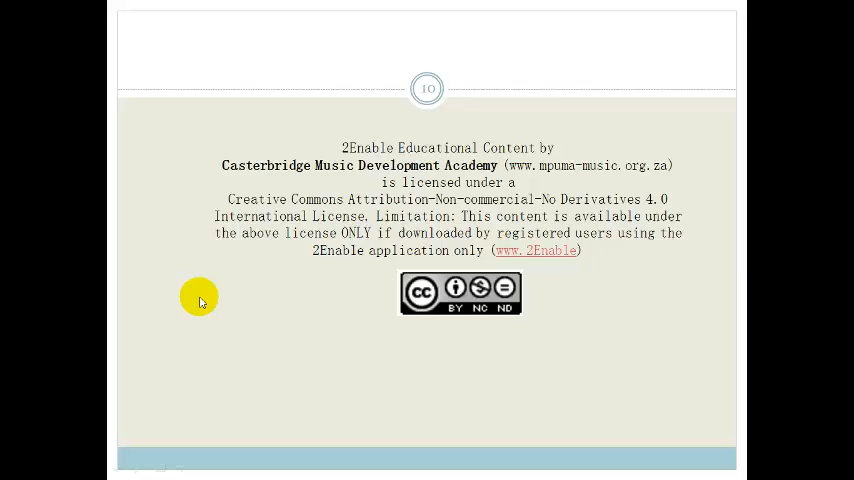 10
2Enable Educational Content by
Casterbridge Music Development Academy (www.mpuma-music.org.za)
is licensed under a
Creative Commons Attribution-Non-commercial-No Derivatives 4.0
International License. Limitation: This content is available under
the above license ONLY if downloaded by registered users using the
2Enable application only (www.2Enable)
cc
BY NC ND